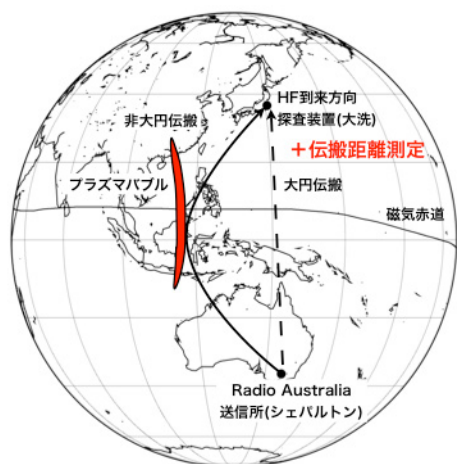 HF到来方向
探査装置(大洗)
非大円伝搬
＋伝搬距離測定
プラズマバブル
大円伝搬
磁気赤道
Radio Australia
送信所(シェパルトン)